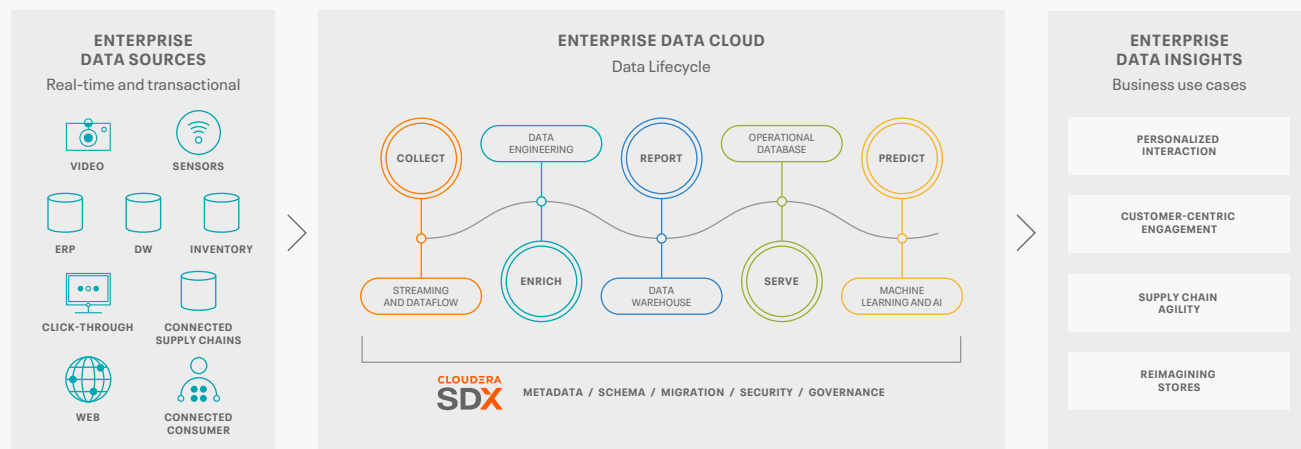 ENTERPRISE
DATA SOURCES
Real-time and transactional
VIDEO
SENSORS
ERP
DW
INVENTORY
CLICK-THROUGH
CONNECTED
SUPPLY CHAINS
WEB
CONNECTED
CONSUMER
ENTERPRISE DATA CLOUD
Data Lifecycle
COLLECT
STREAMING
AND DATAFLOW
DATA
ENGINEERING
ENRICH
REPORT
DATA
WAREHOUSE
OPERATIONAL
DATABASE
SERVE
PREDICT
MACHINE
LEARNING AND AI
CLOUDERA
SDX
METADATA / SCHEMA / MIGRATION / SECURITY / GOVERNANCE
ENTERPRISE
DATA INSIGHTS
Business use cases
PERSONALIZED
INTERACTION
CUSTOMER-CENTRIC
ENGAGEMENT
SUPPLY CHAIN
AGILITY
REIMAGINING
STORES